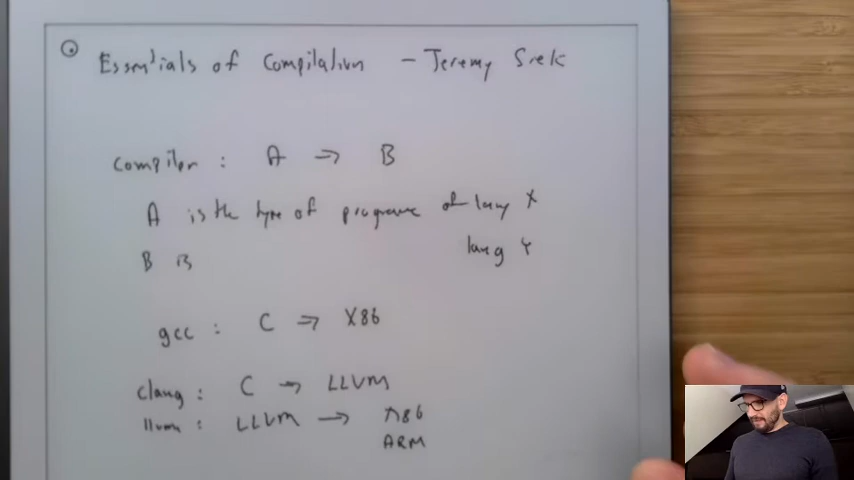 Essentials of Compilation - Jeremy Siek
Compiler : A → B
A is the type of programs of lang X
B is lang Y
gcc : C → X86
clang : C → LLVM
llvm : LLVM → X86
ARM